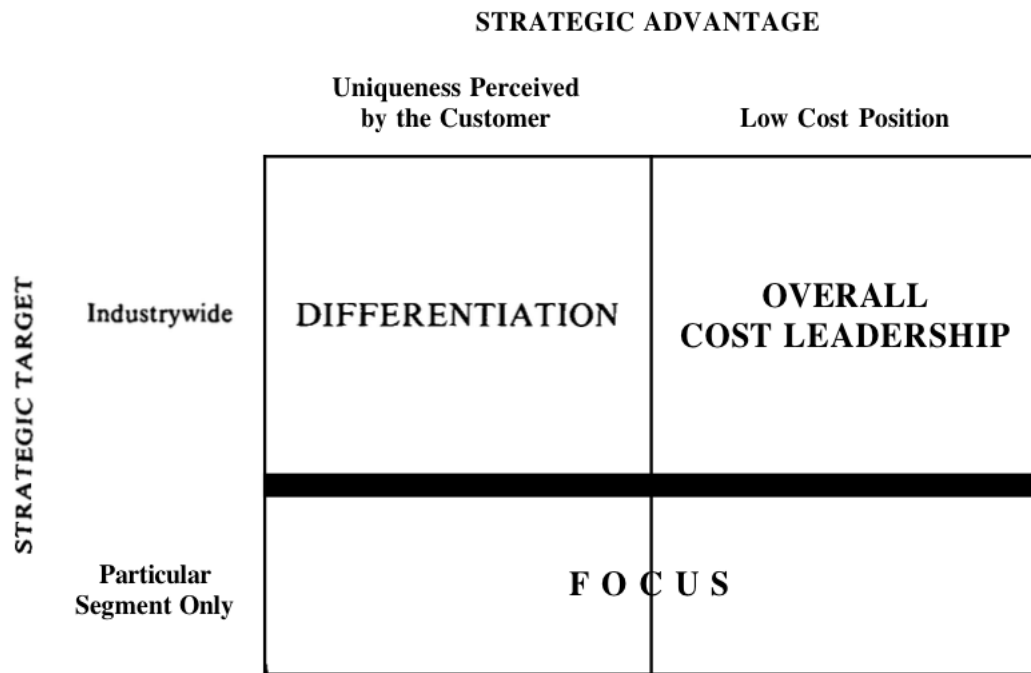 STRATEGIC ADVANTAGE
Uniqueness Perceived
by the Customer
Low Cost Position
STRATEGIC TARGET
Industrywide
DIFFERENTIATION
OVERALL
COST LEADERSHIP
Particular
Segment Only
FOCUS